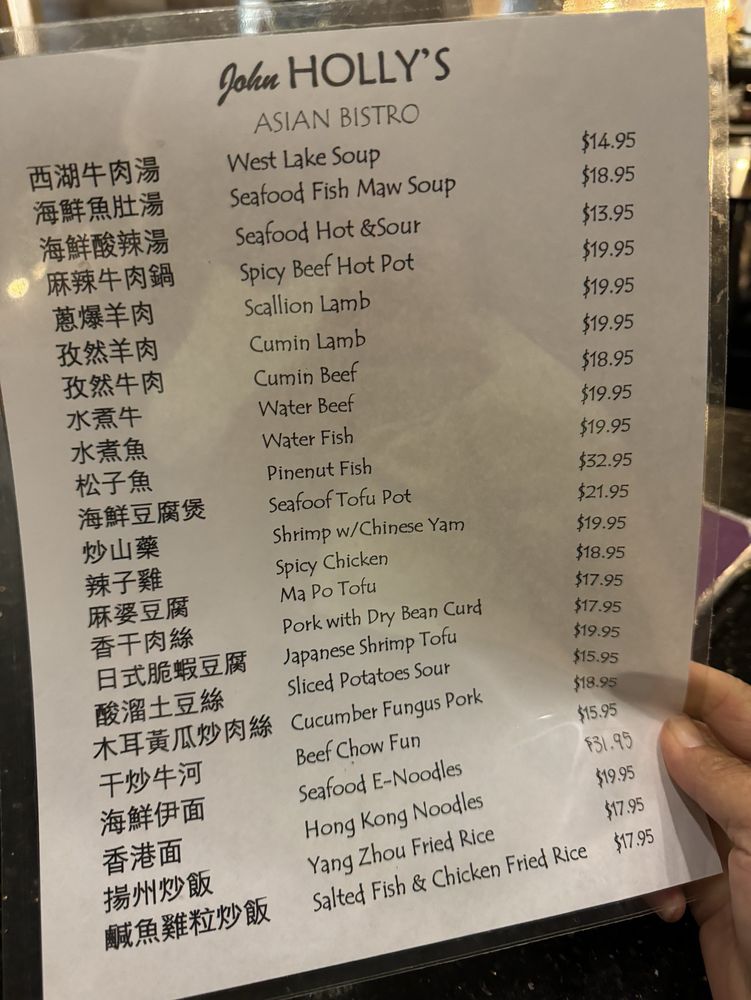 John HOLLY'S
ASIAN BISTRO
西湖牛肉湯 West Lake Soup $14.95
海鮮魚肚湯 Seafood Fish Maw Soup $18.95
海鮮酸辣湯 Seafood Hot &Sour $13.95
麻辣牛肉鍋 Spicy Beef Hot Pot $19.95
蔥爆羊肉 Scallion Lamb $19.95
孜然羊肉 Cumin Lamb $19.95
孜然牛肉 Cumin Beef $18.95
水煮牛 Water Beef $19.95
水煮魚 Water Fish $19.95
松子魚 Pinenut Fish $32.95
海鮮豆腐煲 Seafoof Tofu Pot $21.95
炒山藥 Shrimp w/Chinese Yam $19.95
辣子雞 Spicy Chicken $18.95
麻婆豆腐 Ma Po Tofu $17.95
香干肉絲 Pork with Dry Bean Curd $17.95
日式脆蝦豆腐 Japanese Shrimp Tofu $19.95
酸溜土豆絲 Sliced Potatoes Sour $15.95
木耳黃瓜炒肉絲 Cucumber Fungus Pork $18.95
干炒牛河 Beef Chow Fun $15.95
海鮮伊面 Seafood E-Noodles $31.95
香港面 Hong Kong Noodles $19.95
揚州炒飯 Yang Zhou Fried Rice $17.95
鹹魚雞粒炒飯 Salted Fish & Chicken Fried Rice $17.95